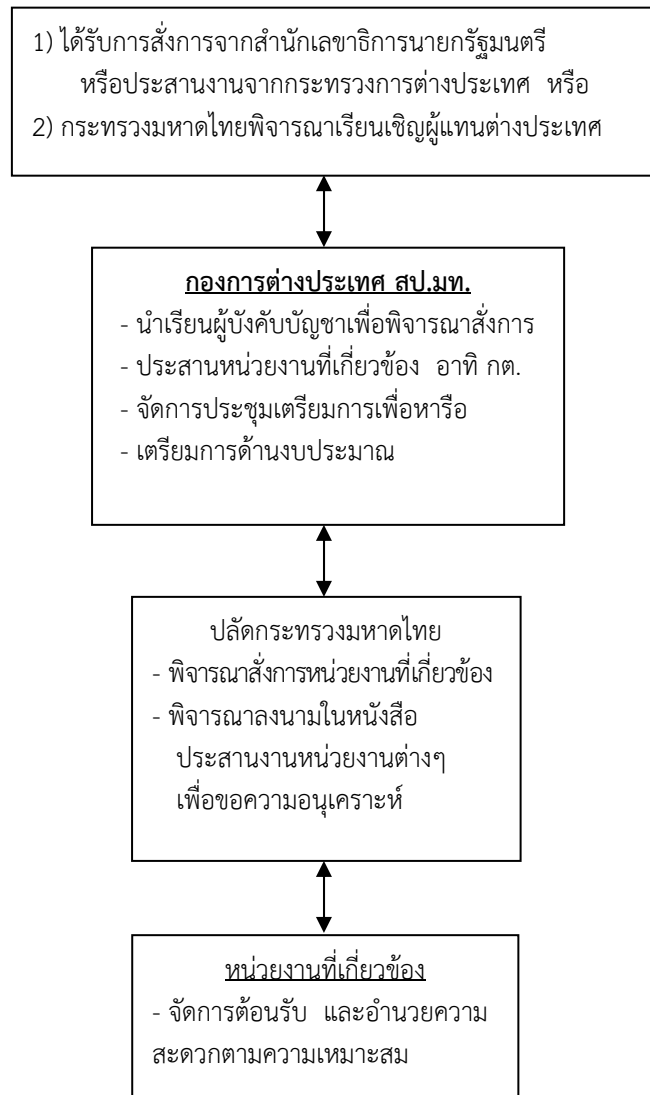 1) ได้รับการสั่งการจากสำนักเลขาธิการนายกรัฐมนตรี
หรือประสานงานจากกระทรวงการต่างประเทศ หรือ
2) กระทรวงมหาดไทยพิจารณาเรียนเชิญผู้แทนต่างประเทศ
กองการต่างประเทศ สป.มท.
- นำเรียนผู้บังคับบัญชาเพื่อพิจารณาสั่งการ
- ประสานหน่วยงานที่เกี่ยวข้อง อาทิ กต.
- จัดการประชุมเตรียมการเพื่อหารือ
- เตรียมการด้านงบประมาณ
ปลัดกระทรวงมหาดไทย
- พิจารณาสั่งการหน่วยงานที่เกี่ยวข้อง
- พิจารณาลงนามในหนังสือ
ประสานงานหน่วยงานต่างๆ
เพื่อขอความอนุเคราะห์
หน่วยงานที่เกี่ยวข้อง
- จัดการต้อนรับ และอำนวยความ
สะดวกตามความเหมาะสม